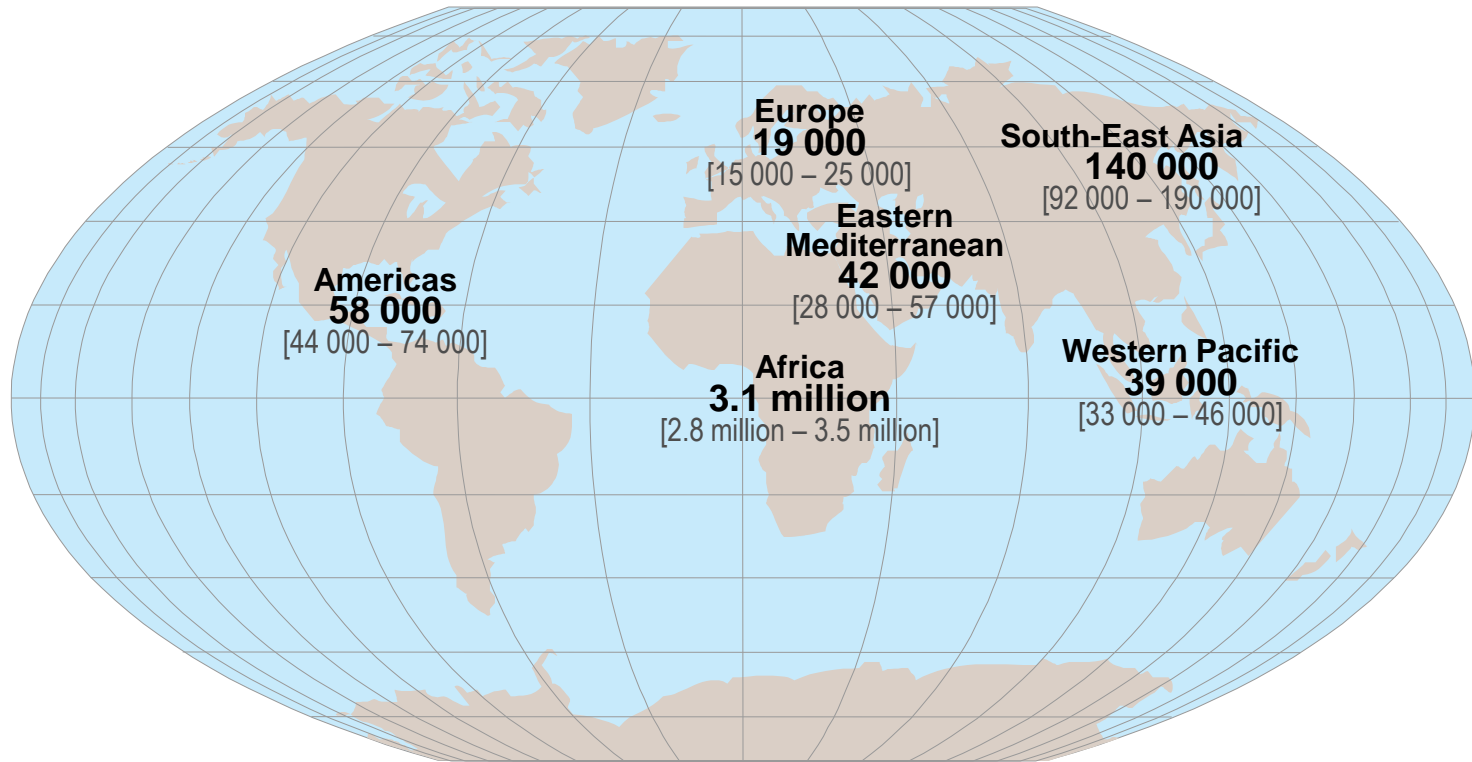 Europe
19 000
[15 000 – 25 000]
South-East Asia
140 000
[92 000 – 190 000]
Eastern
Mediterranean
42 000
[28 000 – 57 000]
Americas
58 000
[44 000 – 74 000]
Western Pacific
39 000
[33 000 – 46 000]
Africa
3.1 million
[2.8 million – 3.5 million]